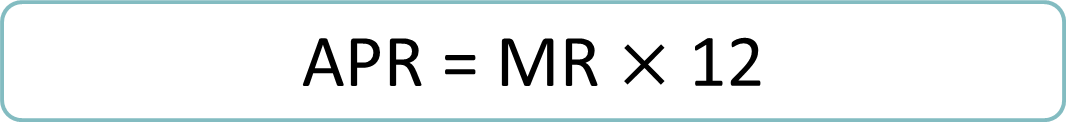 APR = MR × 12